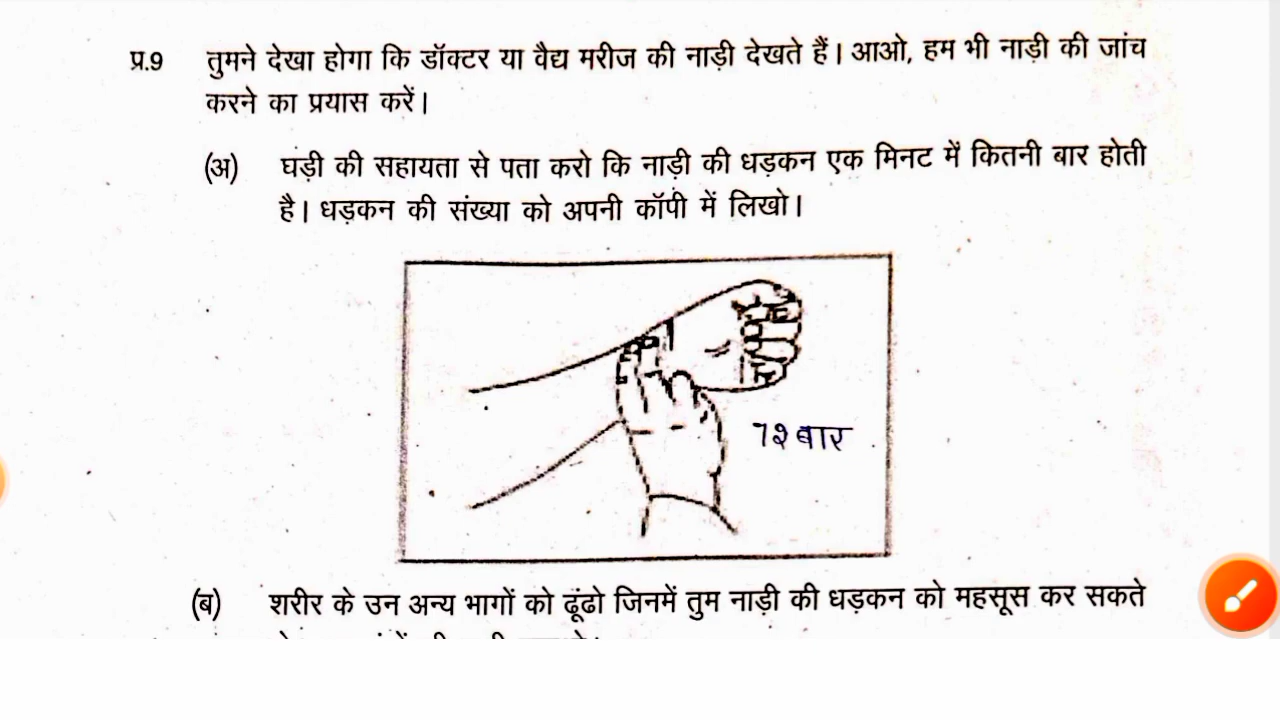 प्र.9 तुमने देखा होगा कि डॉक्टर या वैद्य मरीज की नाड़ी देखते हैं। आओ, हम भी नाड़ी की जांच
करने का प्रयास करें।
(अ) घड़ी की सहायता से पता करो कि नाड़ी की धड़कन एक मिनट में कितनी बार होती
है। धड़कन की संख्या को अपनी कॉपी में लिखो।
72 बार
(ब) शरीर के उन अन्य भागों को ढूंढो जिनमें तुम नाड़ी की धड़कन को महसूस कर सकते